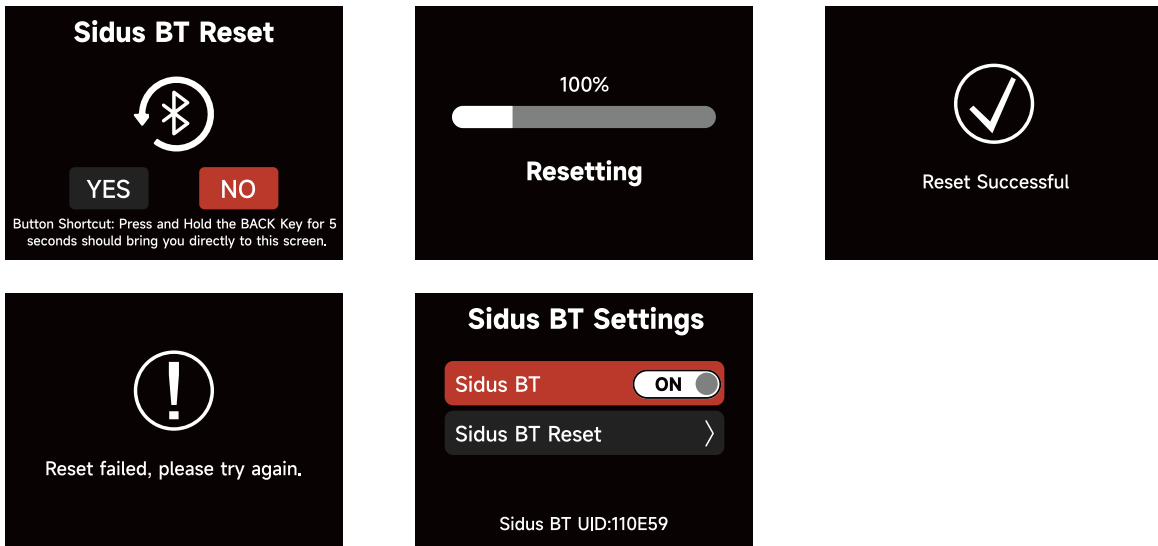 Sidus BT Reset
YES
NO
Button Shortcut: Press and Hold the BACK Key for 5
seconds should bring you directly to this screen.
100%
Resetting
Reset Successful
Reset failed, please try again.
Sidus BT Settings
Sidus BT
ON
Sidus BT Reset
Sidus BT UID:110E59